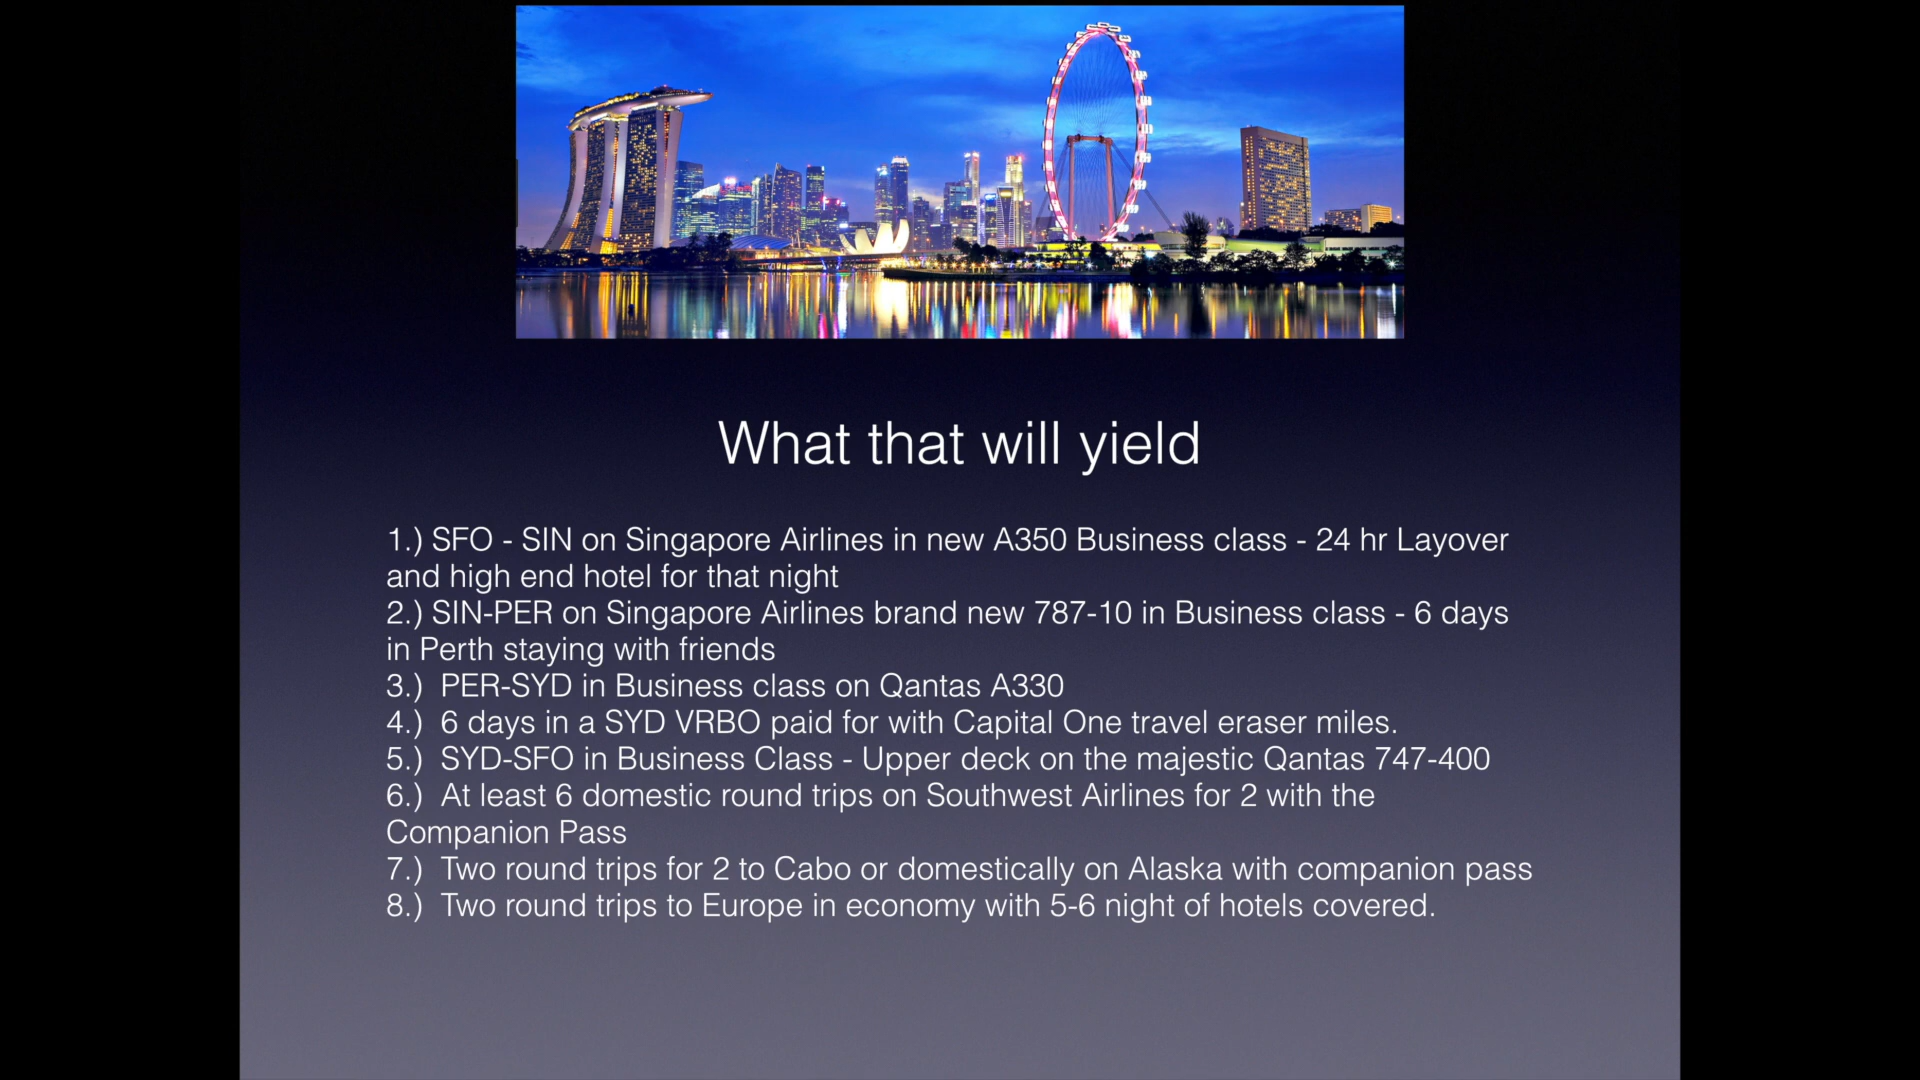 What that will yield
1.) SFO - SIN on Singapore Airlines in new A350 Business class - 24 hr Layover
and high end hotel for that night
2.) SIN-PER on Singapore Airlines brand new 787-10 in Business class - 6 days
in Perth staying with friends
3.)  PER-SYD in Business class on Qantas A330
4.)  6 days in a SYD VRBO paid for with Capital One travel eraser miles.
5.)  SYD-SFO in Business Class - Upper deck on the majestic Qantas 747-400
6.)  At least 6 domestic round trips on Southwest Airlines for 2 with the
Companion Pass
7.)  Two round trips for 2 to Cabo or domestically on Alaska with companion pass
8.)  Two round trips to Europe in economy with 5-6 night of hotels covered.